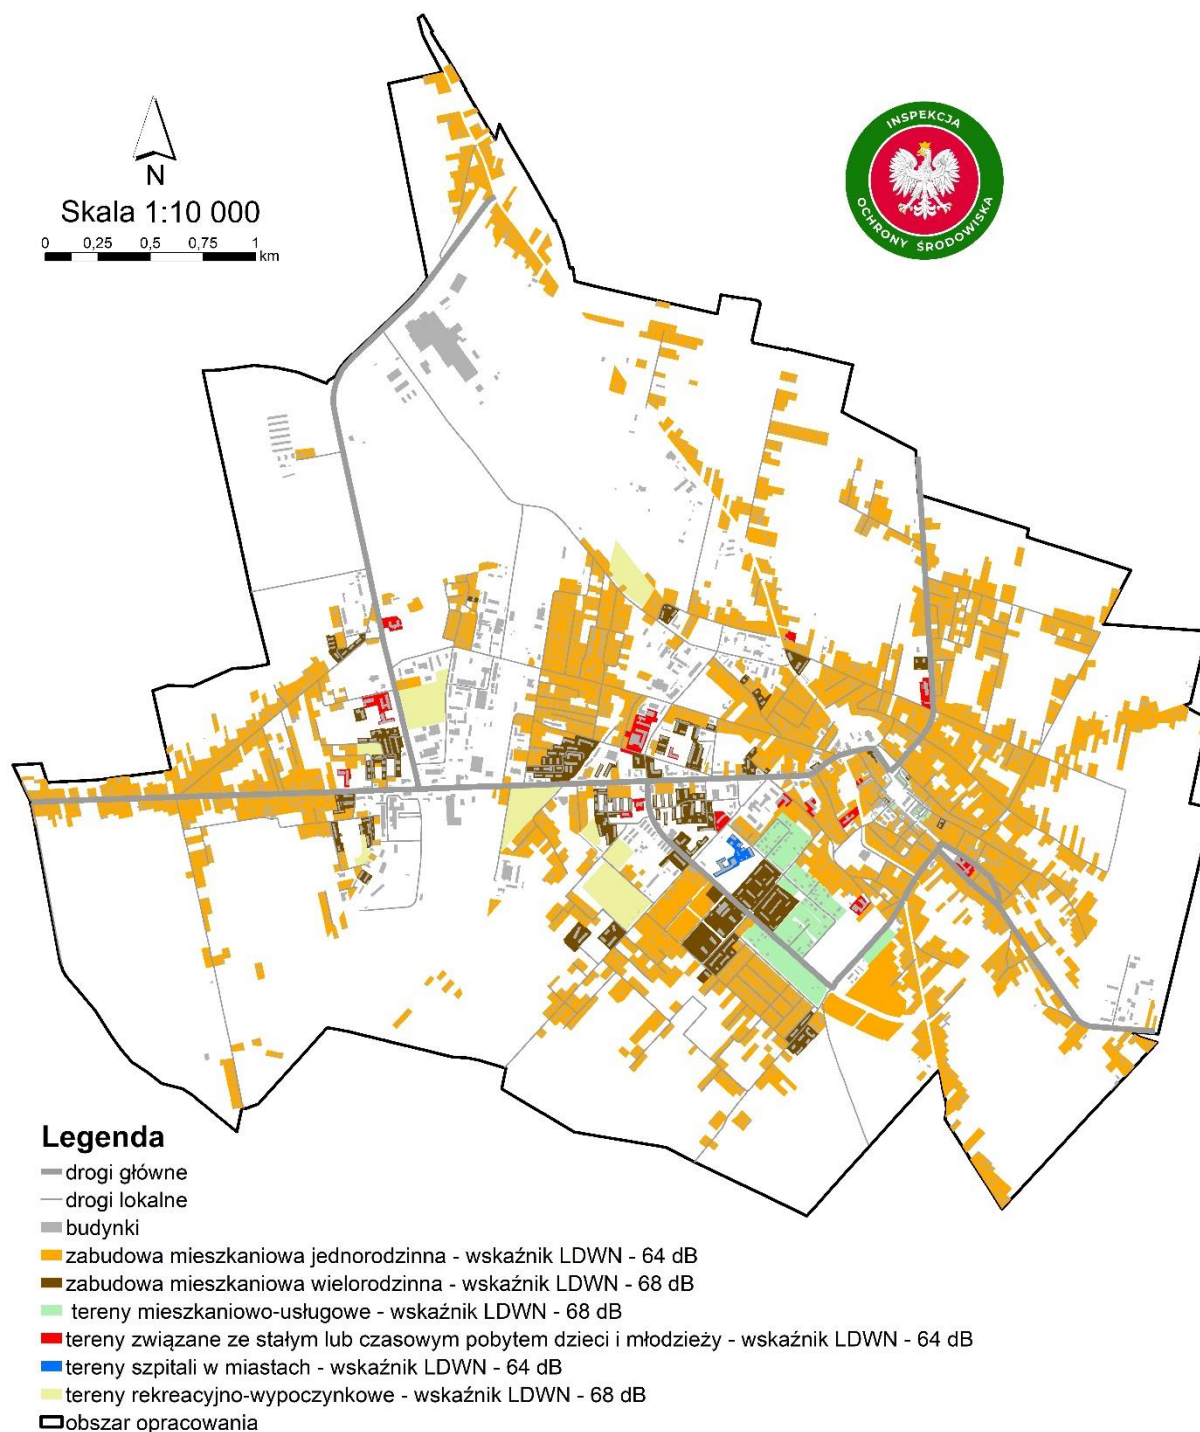 INSPEKCJA
OCHRONY ŚRODOWISKA
N
Skala 1:10 000
0 0,25 0,5 0,75 1
km
Legenda
drogi główne
drogi lokalne
budynki
zabudowa mieszkaniowa jednorodzinna - wskaźnik LDWN - 64 dB
zabudowa mieszkaniowa wielorodzinna - wskaźnik LDWN - 68 dB
tereny mieszkaniowo-usługowe - wskaźnik LDWN - 68 dB
tereny związane ze stałym lub czasowym pobytem dzieci i młodzieży - wskaźnik LDWN - 64 dB
tereny szpitali w miastach - wskaźnik LDWN - 64 dB
tereny rekreacyjno-wypoczynkowe - wskaźnik LDWN - 68 dB
obszar opracowania